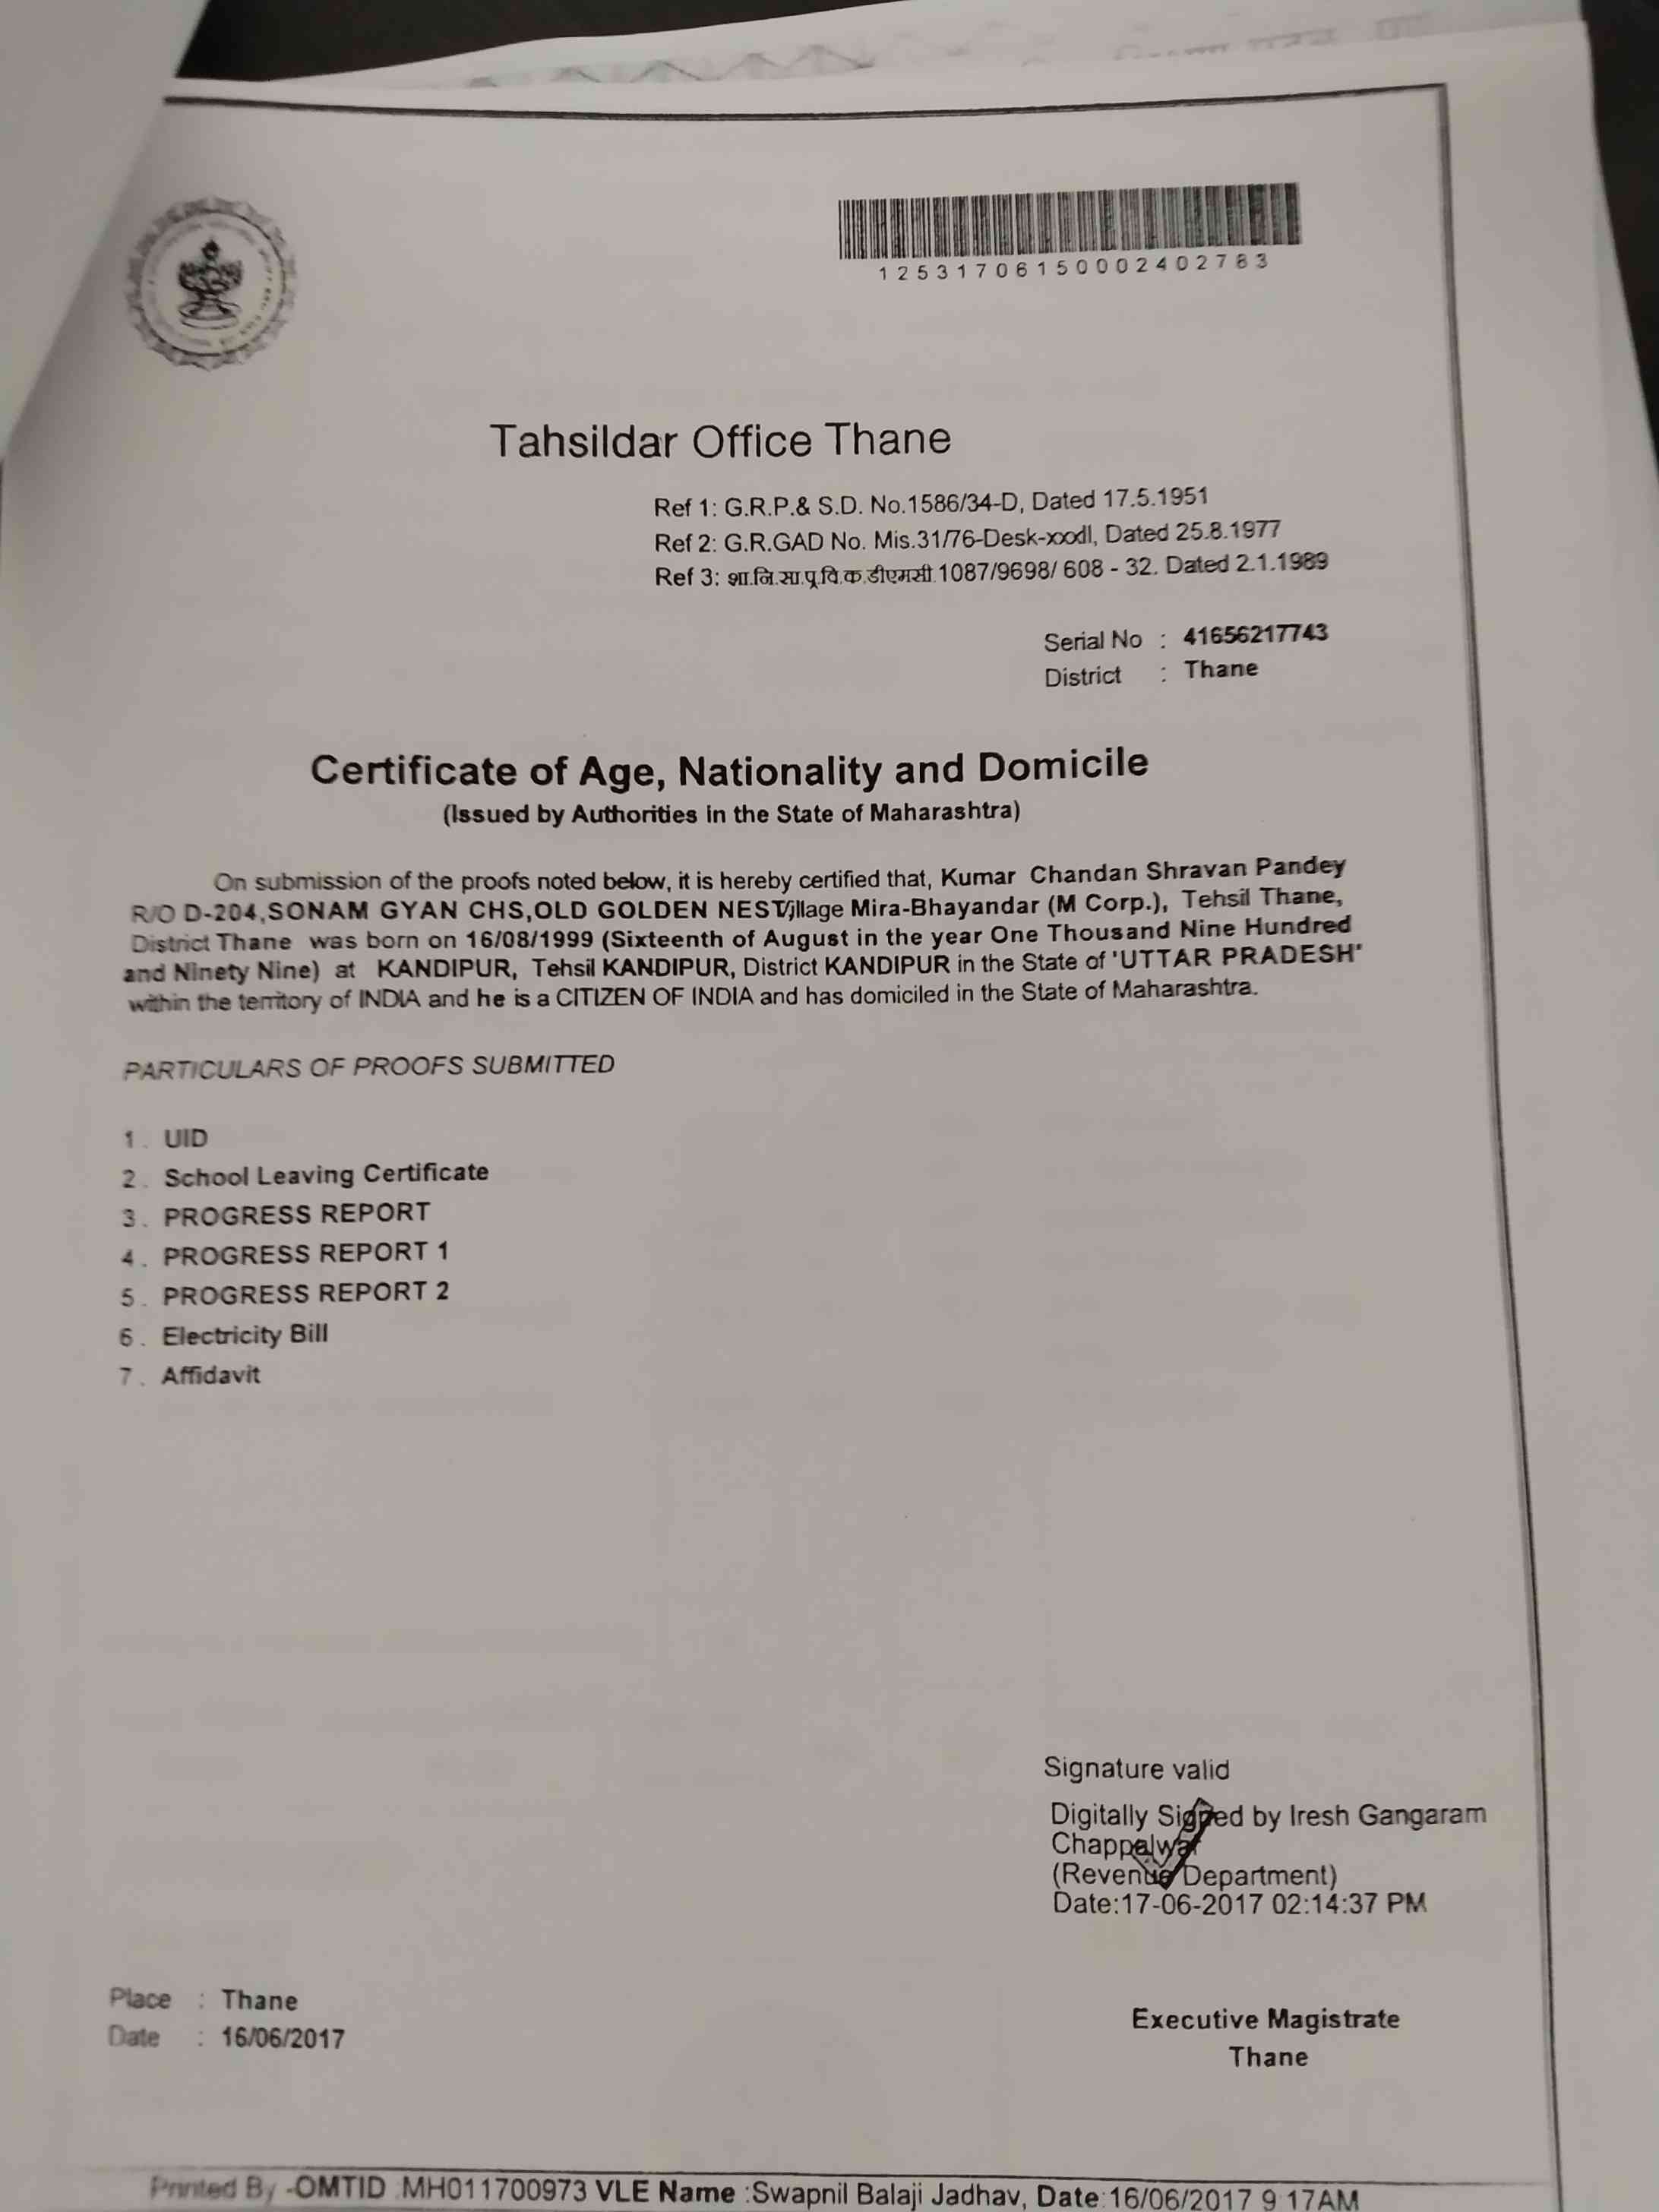 12531706150002402783
Tahsildar Office Thane
Ref 1: G.R.P.& S.D. No.1586/34-D, Dated 17.5.1951
Ref 2: G.R.GAD No. Mis.31/76-Desk-xxxdl, Dated 25.8.1977
Ref 3: शा.नि.सा.प्र.वि.क.डीएमसी.1087/9698/ 608 - 32. Dated 2.1.1989
Serial No : 41656217743
District : Thane
Certificate of Age, Nationality and Domicile
(Issued by Authorities in the State of Maharashtra)
On submission of the proofs noted below, it is hereby certified that, Kumar Chandan Shravan Pandey
R/O D-204,SONAM GYAN CHS,OLD GOLDEN NESTVillage Mira-Bhayandar (M Corp.), Tehsil Thane,
District Thane was born on 16/08/1999 (Sixteenth of August in the year One Thousand Nine Hundred
and Ninety Nine) at KANDIPUR, Tehsil KANDIPUR, District KANDIPUR in the State of 'UTTAR PRADESH'
within the territory of INDIA and he is a CITIZEN OF INDIA and has domiciled in the State of Maharashtra.
PARTICULARS OF PROOFS SUBMITTED
1. UID
2. School Leaving Certificate
3. PROGRESS REPORT
4. PROGRESS REPORT 1
5. PROGRESS REPORT 2
6. Electricity Bill
7. Affidavit
Signature valid
Digitally Signed by Iresh Gangaram
Chappalwar
(Revenue Department)
Date:17-06-2017 02:14:37 PM
Place : Thane
Date : 16/06/2017
Executive Magistrate
Thane
Printed By -OMTID :MH011700973 VLE Name :Swapnil Balaji Jadhav, Date:16/06/2017 9:17AM